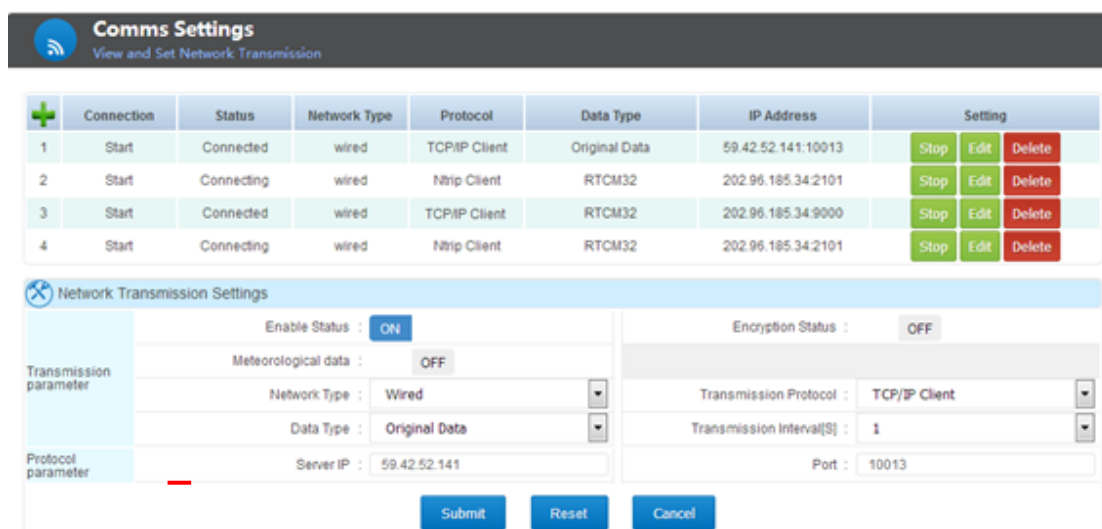 Comms Settings
View and Set Network Transmission
Connection Status Network Type Protocol Data Type IP Address Setting
1 Start Connected wired TCP/IP Client Original Data 59.42.52.141:10013 Stop Edit Delete
2 Start Connecting wired Ntrip Client RTCM32 202.96.185.34:2101 Stop Edit Delete
3 Start Connected wired TCP/IP Client RTCM32 202.96.185.34:9000 Stop Edit Delete
4 Start Connecting wired Ntrip Client RTCM32 202.96.185.34:2101 Stop Edit Delete
Network Transmission Settings
Transmission parameter
Enable Status : ON Encryption Status : OFF
Meteorological data : OFF
Network Type : Wired Transmission Protocol : TCP/IP Client
Data Type : Original Data Transmission Interval[S] : 1
Protocol parameter
Server IP : 59.42.52.141 Port : 10013
Submit Reset Cancel